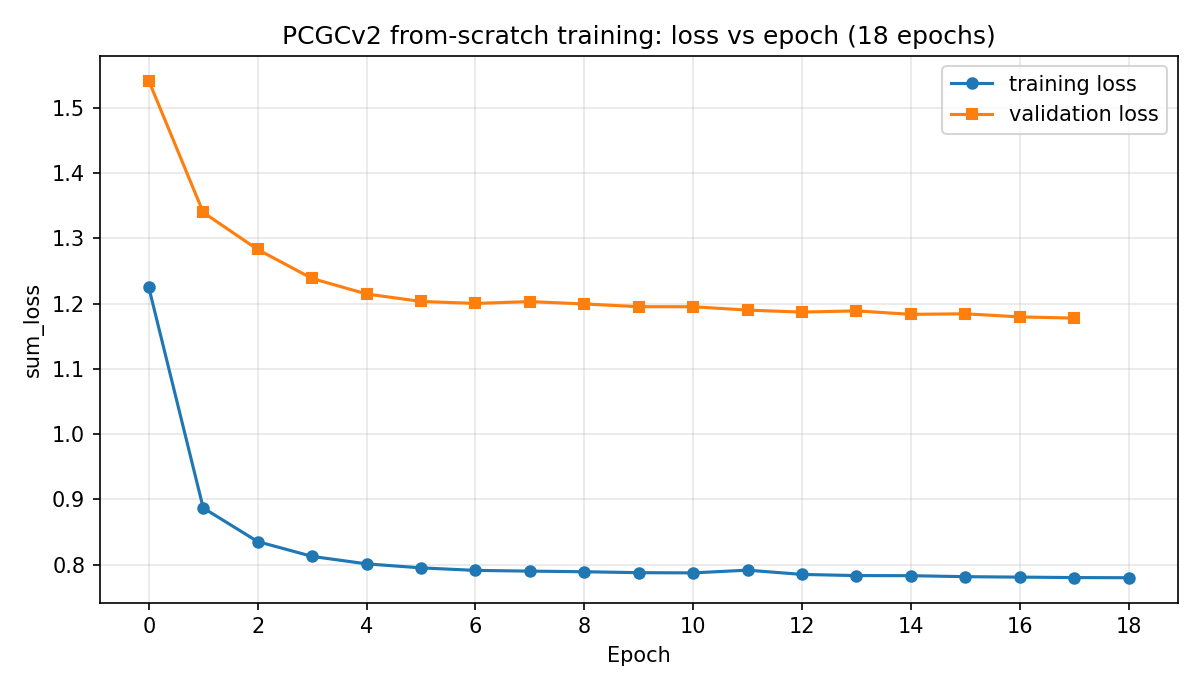 PCGCv2 from-scratch training: loss vs epoch (18 epochs)
training loss
validation loss
sum_loss
1.5
1.4
1.3
1.2
1.1
1.0
0.9
0.8
0 2 4 6 8 10 12 14 16 18
Epoch